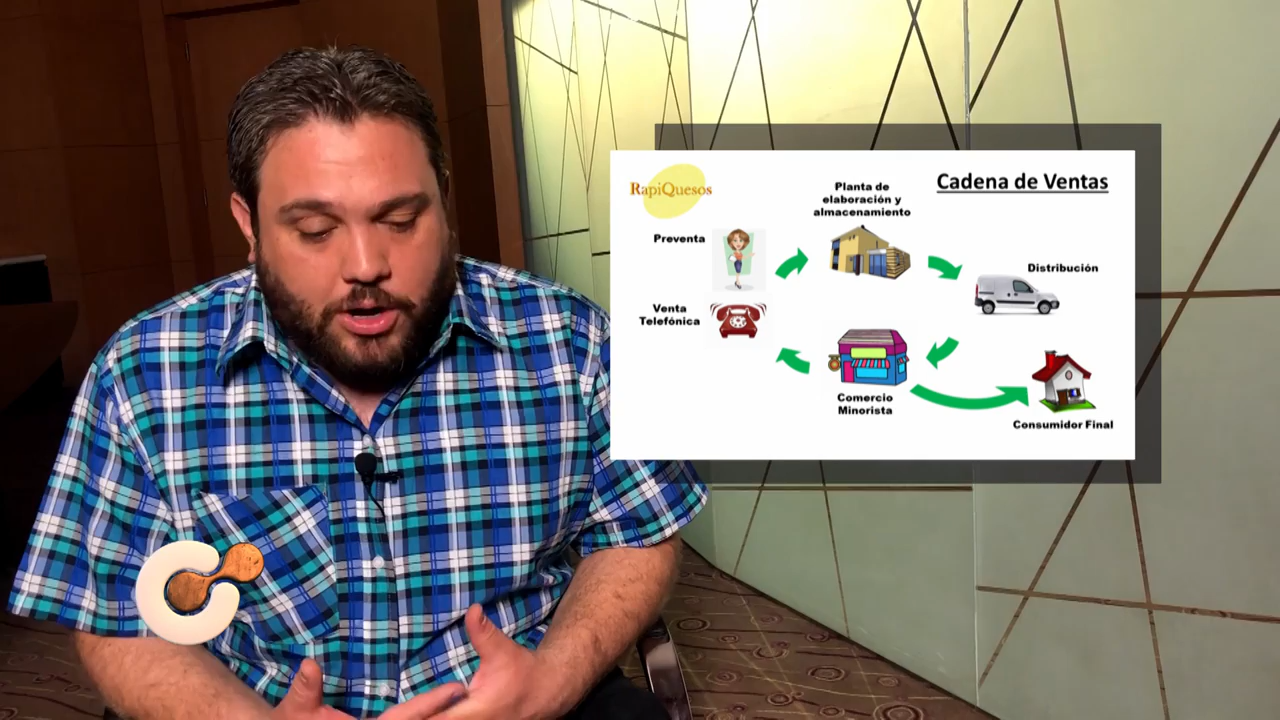 RapiQuesos
Cadena de Ventas
Planta de
elaboración y
almacenamiento
Preventa
Distribución
Venta
Telefónica
Comercio
Minorista
Consumidor Final